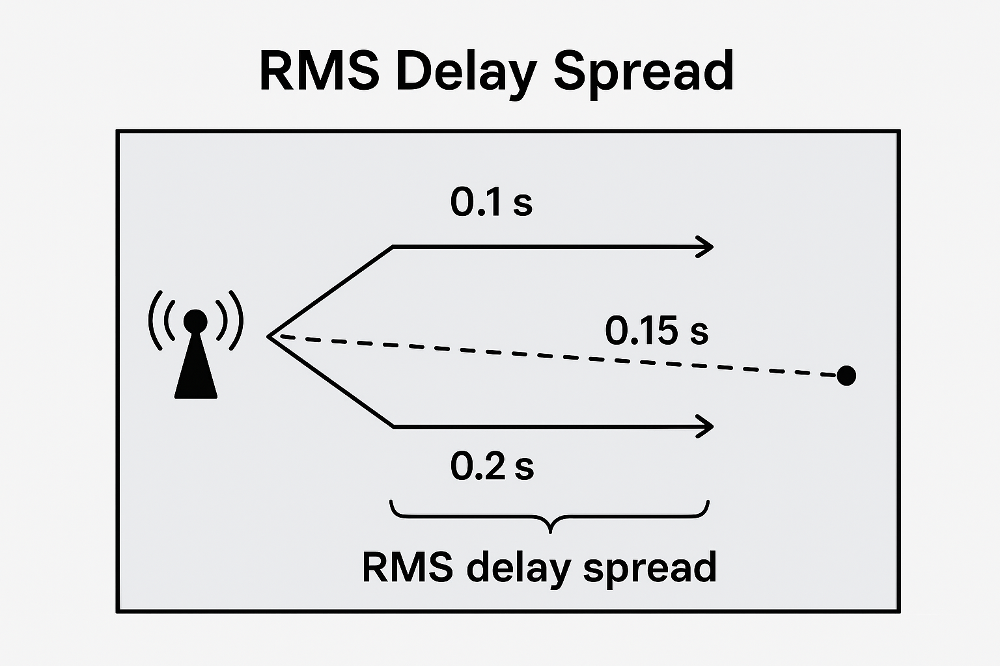 RMS Delay Spread
0.1 s
0.15 s
0.2 s
RMS delay spread